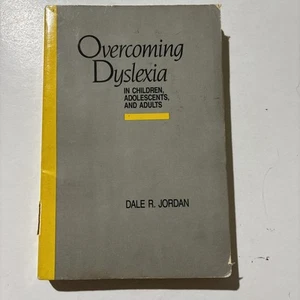 Overcoming
Dyslexia
IN CHILDREN,
ADOLESCENTS,
AND ADULTS
DALE R. JORDAN